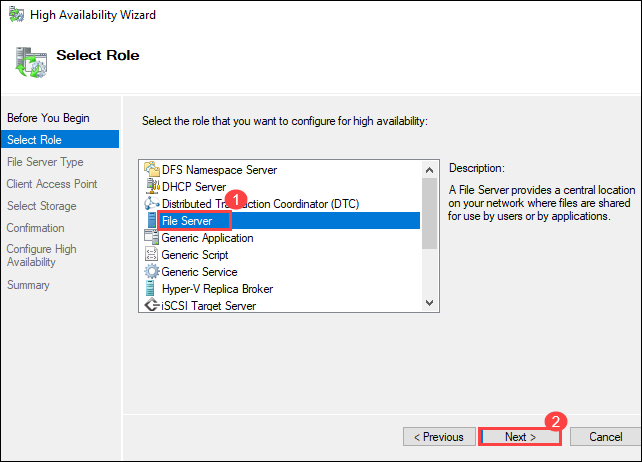 High Availability Wizard
Select Role
Before You Begin
Select Role
File Server Type
Client Access Point
Select Storage
Confirmation
Configure High
Availability
Summary
Select the role that you want to configure for high availability:
DFS Namespace Server
DHCP Server
Distributed Tra ction Coordinator (DTC)
1
File Server
Generic Application
Generic Script
Generic Service
Hyper-V Replica Broker
iSCSI Target Server
Description:
A File Server provides a central location
on your network where files are shared
for use by users or by applications.
2
< Previous
Next >
Cancel